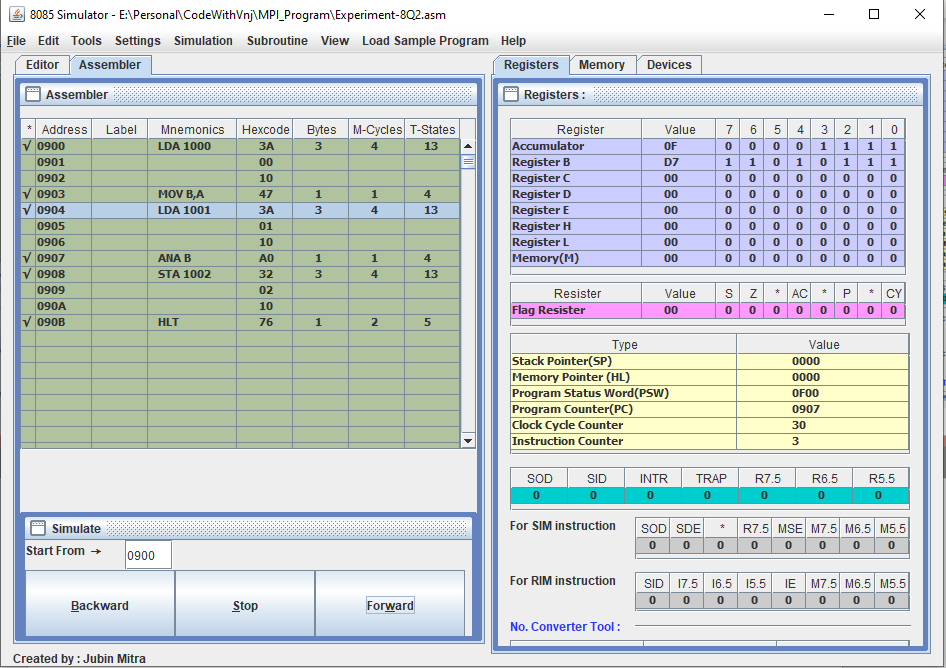 8085 Simulator - E:\Personal\CodeWithVnj\MPI_Program\Experiment-8Q2.asm
File Edit Tools Settings Simulation Subroutine View Load Sample Program Help
Editor Assembler
Assembler
* Address Label Mnemonics Hexcode Bytes M-Cycles T-States
√ 0900 LDA 1000 3A 3 4 13
0901 00
0902 10
√ 0903 MOV B,A 47 1 1 4
√ 0904 LDA 1001 3A 3 4 13
0905 01
0906 10
√ 0907 ANA B A0 1 1 4
√ 0908 STA 1002 32 3 4 13
0909 02
090A 10
√ 090B HLT 76 1 2 5
Simulate
Start From → 0900
Backward Stop Forward
Created by : Jubin Mitra
Registers Memory Devices
Registers :
Register Value 7 6 5 4 3 2 1 0
Accumulator 0F 0 0 0 0 1 1 1 1
Register B D7 1 1 0 1 0 1 1 1
Register C 00 0 0 0 0 0 0 0 0
Register D 00 0 0 0 0 0 0 0 0
Register E 00 0 0 0 0 0 0 0 0
Register H 00 0 0 0 0 0 0 0 0
Register L 00 0 0 0 0 0 0 0 0
Memory(M) 00 0 0 0 0 0 0 0 0
Resister Value S Z * AC * P * CY
Flag Resister 00 0 0 0 0 0 0 0 0
Type Value
Stack Pointer(SP) 0000
Memory Pointer (HL) 0000
Program Status Word(PSW) 0F00
Program Counter(PC) 0907
Clock Cycle Counter 30
Instruction Counter 3
SOD SID INTR TRAP R7.5 R6.5 R5.5
0 0 0 0 0 0 0
For SIM instruction SOD SDE * R7.5 MSE M7.5 M6.5 M5.5
0 0 0 0 0 0 0 0
For RIM instruction SID I7.5 I6.5 I5.5 IE M7.5 M6.5 M5.5
0 0 0 0 0 0 0 0
No. Converter Tool :